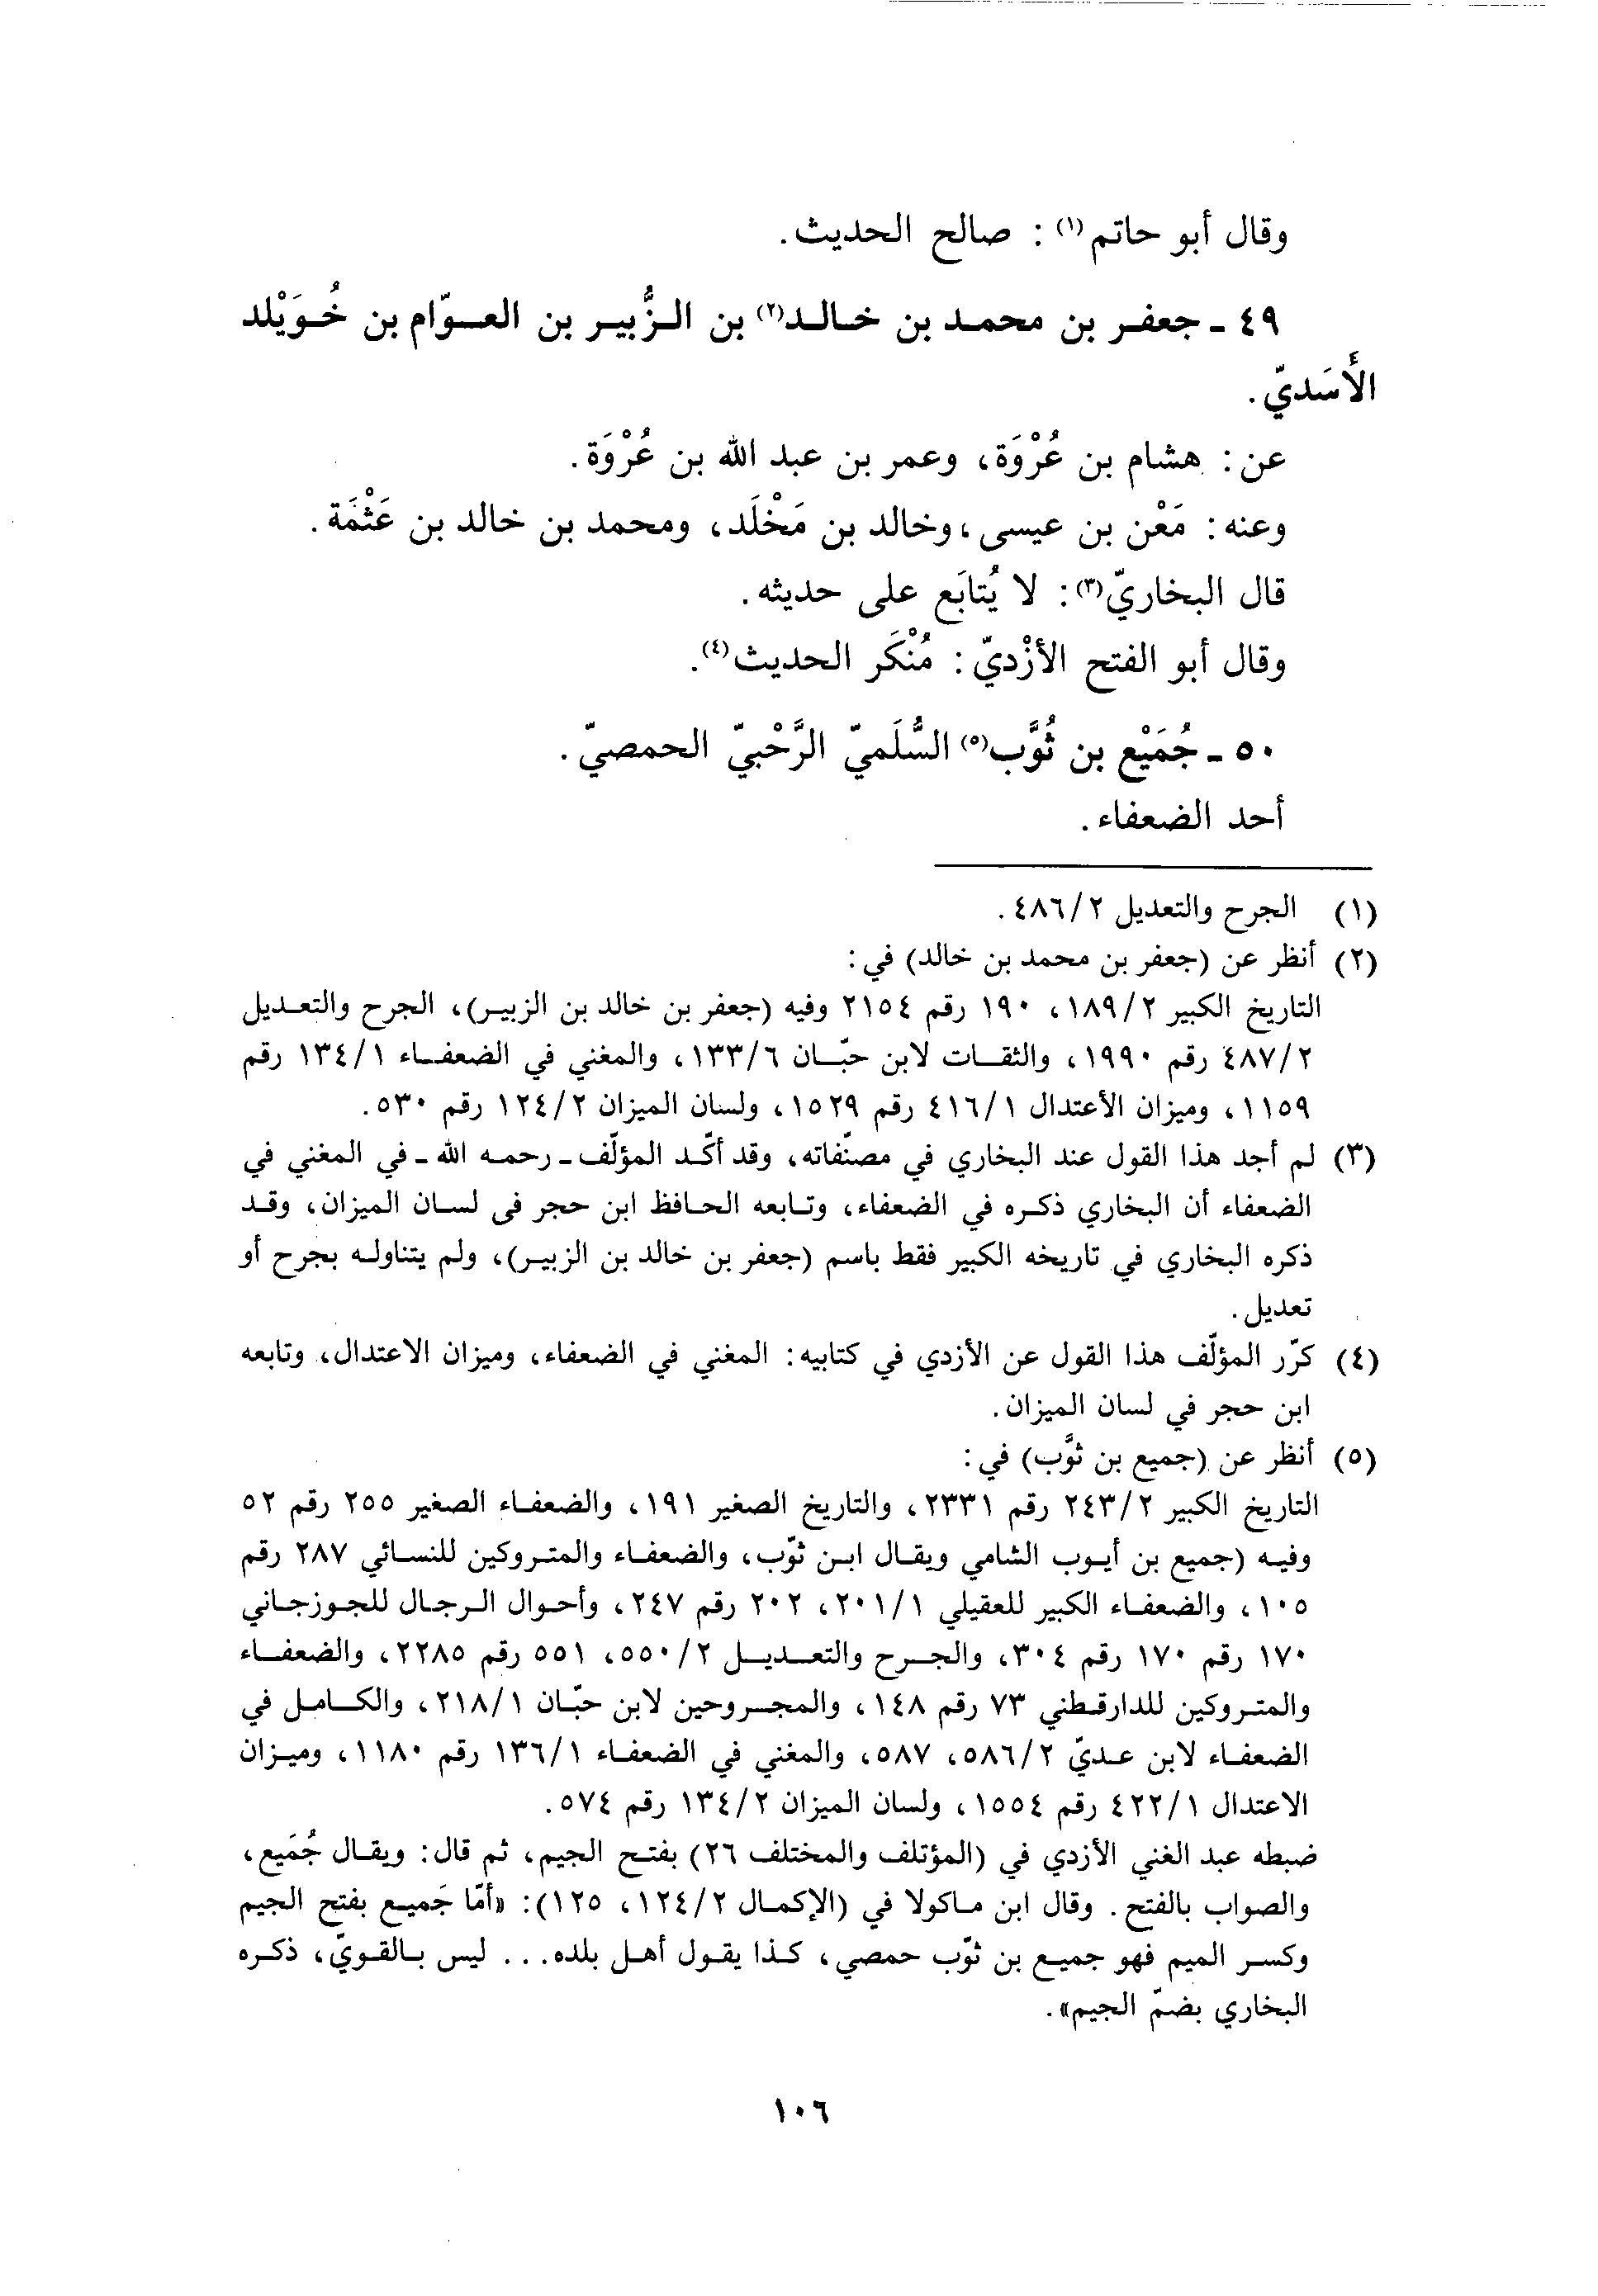 وقال أبو حاتم(١) : صالح الحديث.
٤٩ ـ جعفر بن محمد بن خالد(٢) بن الزُّبير بن العوّام بن خُوَيْلد
الأَسَديّ.
عن: هشام بن عُرْوَة، وعمر بن عبد الله بن عُرْوَة.
وعنه: مَعْن بن عيسى، وخالد بن مَخْلَد، ومحمد بن خالد بن عَثْمَة.
قال البخاريّ(٣): لا يُتابَع على حديثه.
وقال أبو الفتح الأزْديّ: مُنْكَر الحديث(٤).
٥٠ ـ جُمَيْع بن ثُوَّب(٥) السُّلَميّ الرَّحْبيّ الحمصيّ.
أحد الضعفاء.
(١) الجرح والتعديل ٤٨٦/٢.
(٢) أنظر عن (جعفر بن محمد بن خالد) في:
التاريخ الكبير ١٨٩/٢، ١٩٠ رقم ٢١٥٤ وفيه (جعفر بن خالد بن الزبير)، الجرح والتعديل
٤٨٧/٢ رقم ١٩٩٠، والثقات لابن حبّان ١٣٣/٦، والمغني في الضعفاء ١٣٤/١ رقم
١١٥٩، وميزان الأعتدال ٤١٦/١ رقم ١٥٢٩، ولسان الميزان ١٢٤/٢ رقم ٥٣٠.
(٣) لم أجد هذا القول عند البخاري في مصنّفاته، وقد أكّد المؤلّف ـ رحمه الله ـ في المغني في
الضعفاء أن البخاري ذكره في الضعفاء، وتابعه الحافظ ابن حجر فى لسان الميزان، وقد
ذكره البخاري في تاريخه الكبير فقط باسم (جعفر بن خالد بن الزبير)، ولم يتناوله بجرح أو
تعديل.
(٤) كرّر المؤلّف هذا القول عن الأزدي في كتابيه: المغني في الضعفاء، وميزان الاعتدال، وتابعه
ابن حجر في لسان الميزان.
(٥) أنظر عن (جميع بن ثوَّب) في:
التاريخ الكبير ٢٤٣/٢ رقم ٢٣٣١، والتاريخ الصغير ١٩١، والضعفاء الصغير ٢٥٥ رقم ٥٢
وفيه (جميع بن أيوب الشامي ويقال ابن ثوّب، والضعفاء والمتروكين للنسائي ٢٨٧ رقم
١٠٥، والضعفاء الكبير للعقيلي ٢٠١/١، ٢٠٢ رقم ٢٤٧، وأحوال الرجال للجوزجاني
١٧٠ رقم ١٧٠ رقم ٣٠٤، والجرح والتعديل ٥٥٠/٢، ٥٥١ رقم ٢٢٨٥، والضعفاء
والمتروكين للدارقطني ٧٣ رقم ١٤٨، والمجروحين لابن حبّان ٢١٨/١، والكامل في
الضعفاء لابن عديّ ٥٨٦/٢، ٥٨٧، والمغني في الضعفاء ١٣٦/١ رقم ١١٨٠، وميزان
الاعتدال ٤٢٢/١ رقم ١٥٥٤، ولسان الميزان ١٣٤/٢ رقم ٥٧٤.
ضبطه عبد الغني الأزدي في (المؤتلف والمختلف ٢٦) بفتح الجيم، ثم قال: ويقال جُمَيع،
والصواب بالفتح. وقال ابن ماكولا في (الإكمال ١٢٤/٢، ١٢٥): «أمّا جَميع بفتح الجيم
وكسر الميم فهو جميع بن ثوّب حمصي، كذا يقول أهل بلده... ليس بالقويّ، ذكره
البخاري بضمّ الجيم».
١٠٦